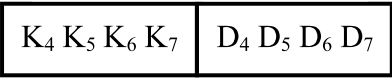 K₄ K₅ K₆ K₇ D₄ D₅ D₆ D₇